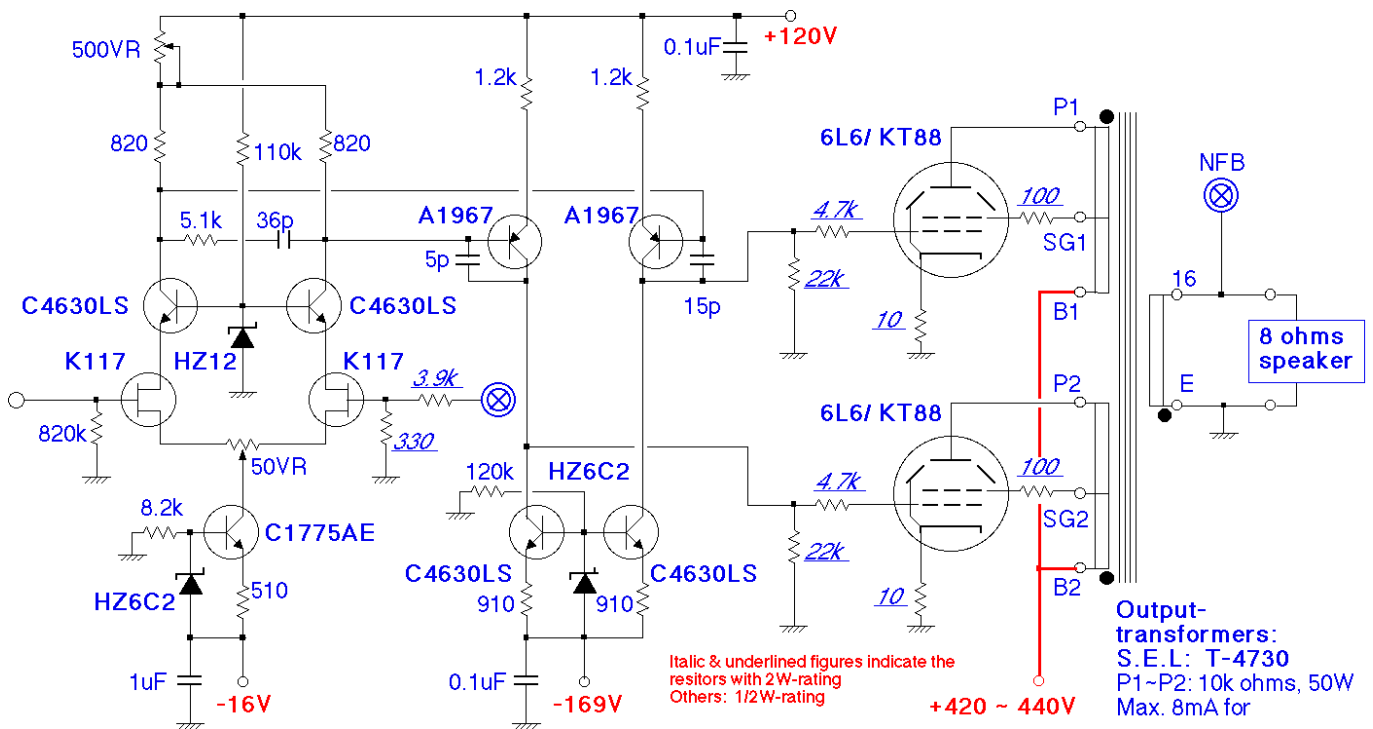 500VR
0.1uF
+120V
1.2k
1.2k
P1
820
110k
820
6L6/ KT88
NFB
A1967
A1967
100
5.1k
36p
4.7k
SG1
5p
22k
16
C4630LS
C4630LS
15p
B1
10
8 ohms
speaker
K117
HZ12
K117
3.9k
P2
E
6L6/ KT88
820k
50VR
330
120k
HZ6C2
4.7k
100
8.2k
C1775AE
SG2
22k
C4630LS
C4630LS
HZ6C2
510
910
910
10
B2
Output-
transformers:
S.E.L: T-4730
P1~P2: 10k ohms, 50W
Max. 8mA for
1uF
-16V
0.1uF
-169V
Italic & underlined figures indicate the
resitors with 2W-rating
Others: 1/2W-rating
+420 ~ 440V